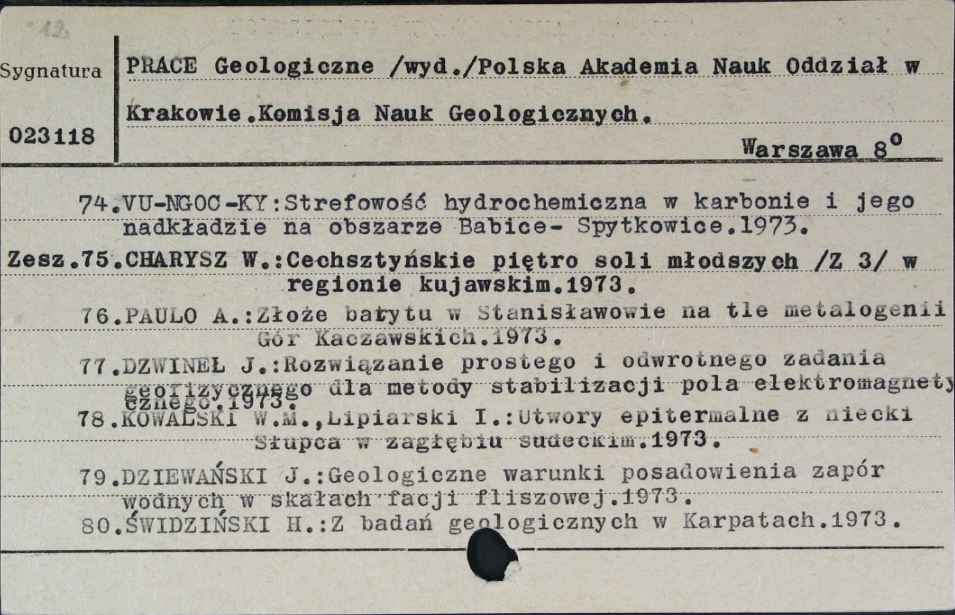 12.
Sygnatura
023118
PRACE Geologiczne /wyd./Polska Akademia Nauk Oddział w
Krakowie.Komisja Nauk Geologicznych.
Warszawa 8⁰
74.VU-NGOC-KY:Strefowość hydrochemiczna w karbonie i jego
nadkładzie na obszarze Babice- Spytkowice.1973.
Zesz.75.CHARYSZ W.:Cechsztyńskie piętro soli młodszych /Z 3/ w
regionie kujawskim.1973.
76.PAULO A.:Złoże barytu w Stanisławowie na tle metalogenii
Gór Kaczawskich.1973.
77.DZWINEŁ J.:Rozwiązanie prostego i odwrotnego zadania
geofizycznego dla metody stabilizacji pola elektromagnety
cznego.1973.
78.KOWALSKI W.M.,Lipiarski I.:Utwory epitermalne z niecki
Słupca w zagłębiu sudeckim.1973.
79.DZIEWAŃSKI J.:Geologiczne warunki posadowienia zapór
wodnych w skałach facji fliszowej.1973.
80.ŚWIDZIŃSKI H.:Z badań geologicznych w Karpatach.1973.